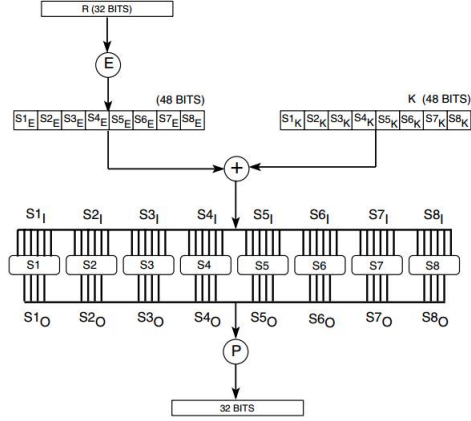 R (32 BITS)
E
(48 BITS)
K (48 BITS)
S1E S2E S3E S4E S5E S6E S7E S8E
S1K S2K S3K S4K S5K S6K S7K S8K
+
S1I S2I S3I S4I S5I S6I S7I S8I
S1 S2 S3 S4 S5 S6 S7 S8
S1O S2O S3O S4O S5O S6O S7O S8O
P
32 BITS